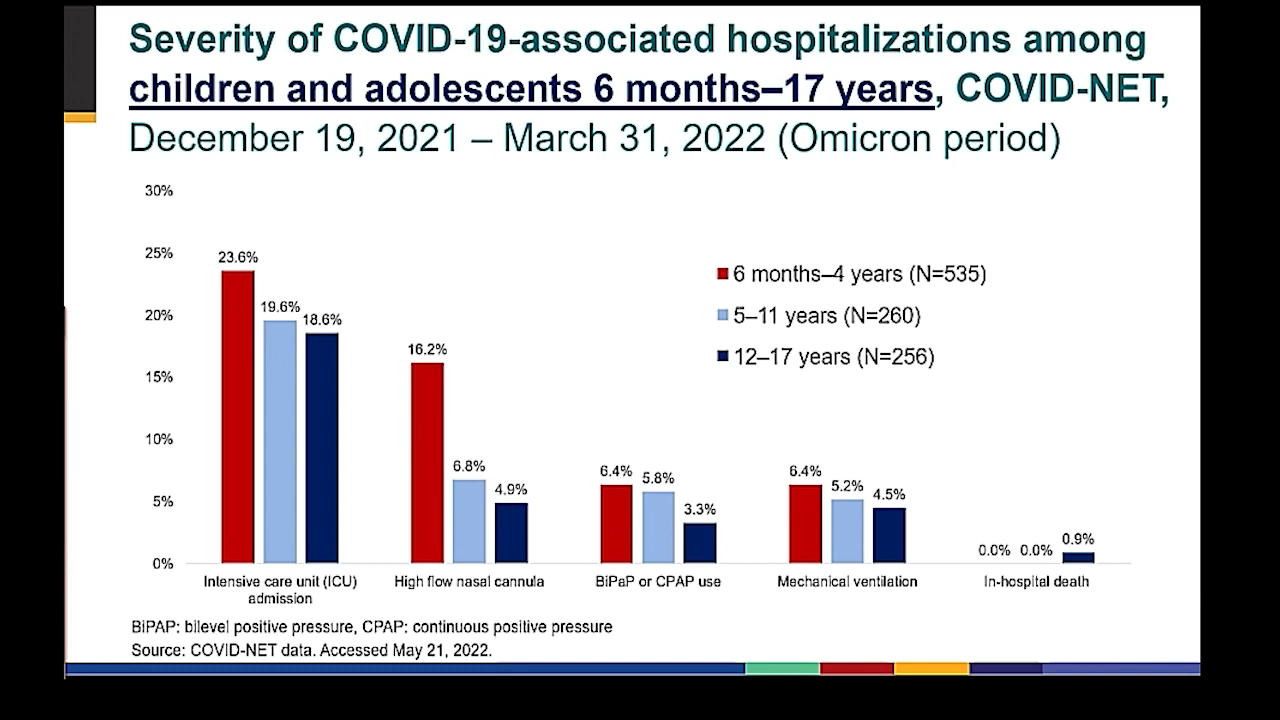 Severity of COVID-19-associated hospitalizations among
children and adolescents 6 months–17 years, COVID-NET,
December 19, 2021 – March 31, 2022 (Omicron period)
30%
25%
20%
15%
10%
5%
0%
23.6%
19.6%
18.6%
16.2%
6.8%
4.9%
6.4%
5.8%
3.3%
6.4%
5.2%
4.5%
0.0%
0.0%
0.9%
6 months–4 years (N=535)
5–11 years (N=260)
12–17 years (N=256)
Intensive care unit (ICU)
admission
High flow nasal cannula
BiPaP or CPAP use
Mechanical ventilation
In-hospital death
BiPAP: bilevel positive pressure, CPAP: continuous positive pressure
Source: COVID-NET data. Accessed May 21, 2022.